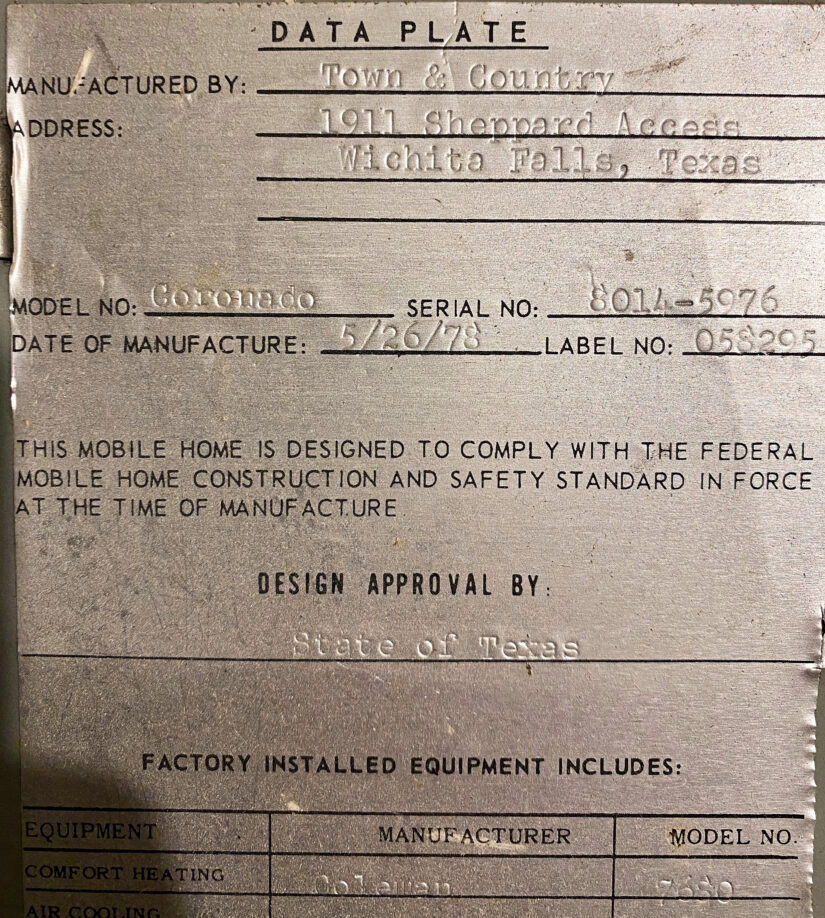 DATA PLATE
MANUFACTURED BY: Town & Country
ADDRESS: 1911 Sheppard Access
Wichita Falls, Texas
MODEL NO: Coronado SERIAL NO: 8014-5976
DATE OF MANUFACTURE: 5/26/78 LABEL NO: 058295
THIS MOBILE HOME IS DESIGNED TO COMPLY WITH THE FEDERAL
MOBILE HOME CONSTRUCTION AND SAFETY STANDARD IN FORCE
AT THE TIME OF MANUFACTURE
DESIGN APPROVAL BY:
State of Texas
FACTORY INSTALLED EQUIPMENT INCLUDES:
EQUIPMENT MANUFACTURER MODEL NO.
COMFORT HEATING Coleman
AIR COOLING